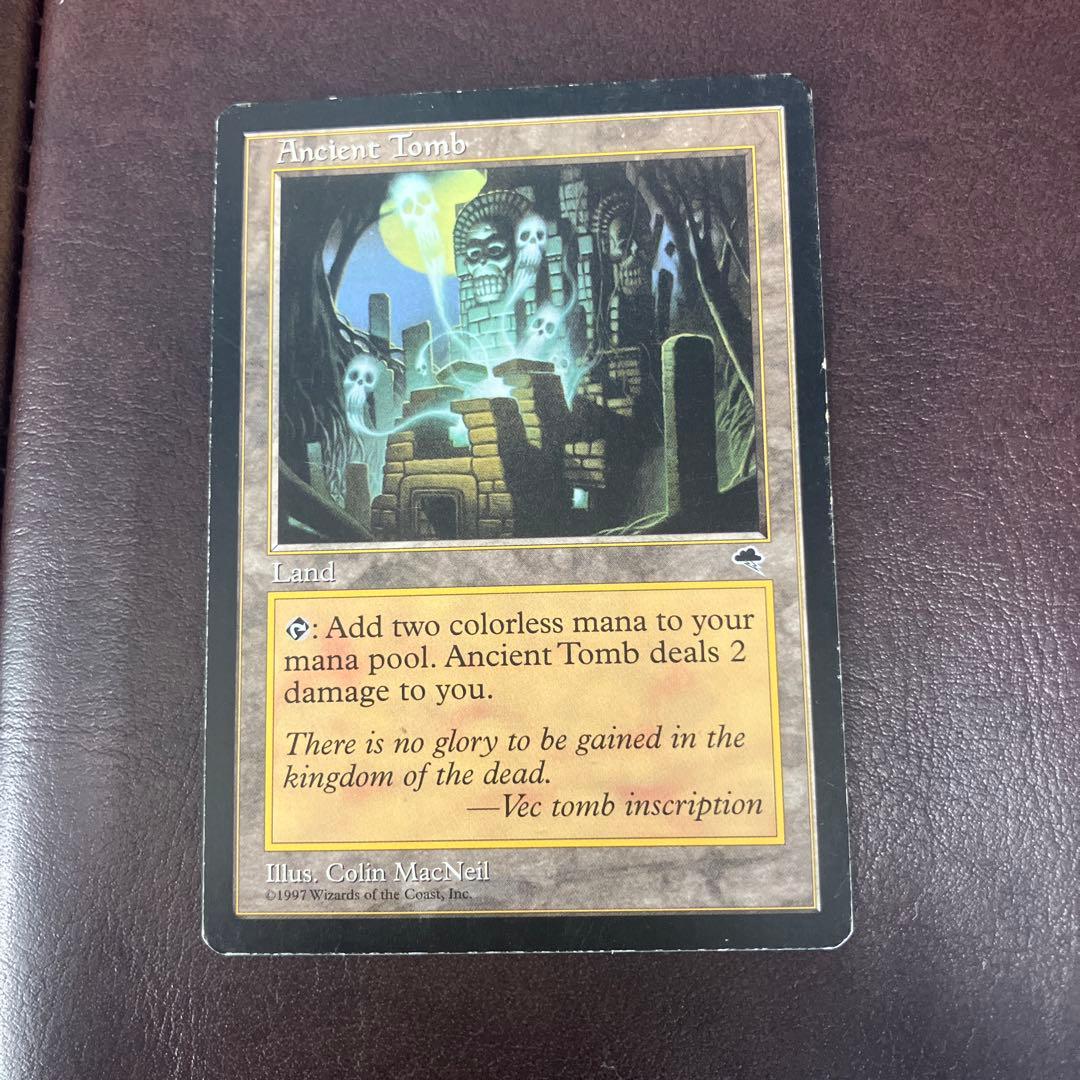 Ancient Tomb
Land
: Add two colorless mana to your
mana pool. Ancient Tomb deals 2
damage to you.
There is no glory to be gained in the
kingdom of the dead.
—Vec tomb inscription
Illus. Colin MacNeil
©1997 Wizards of the Coast, Inc.